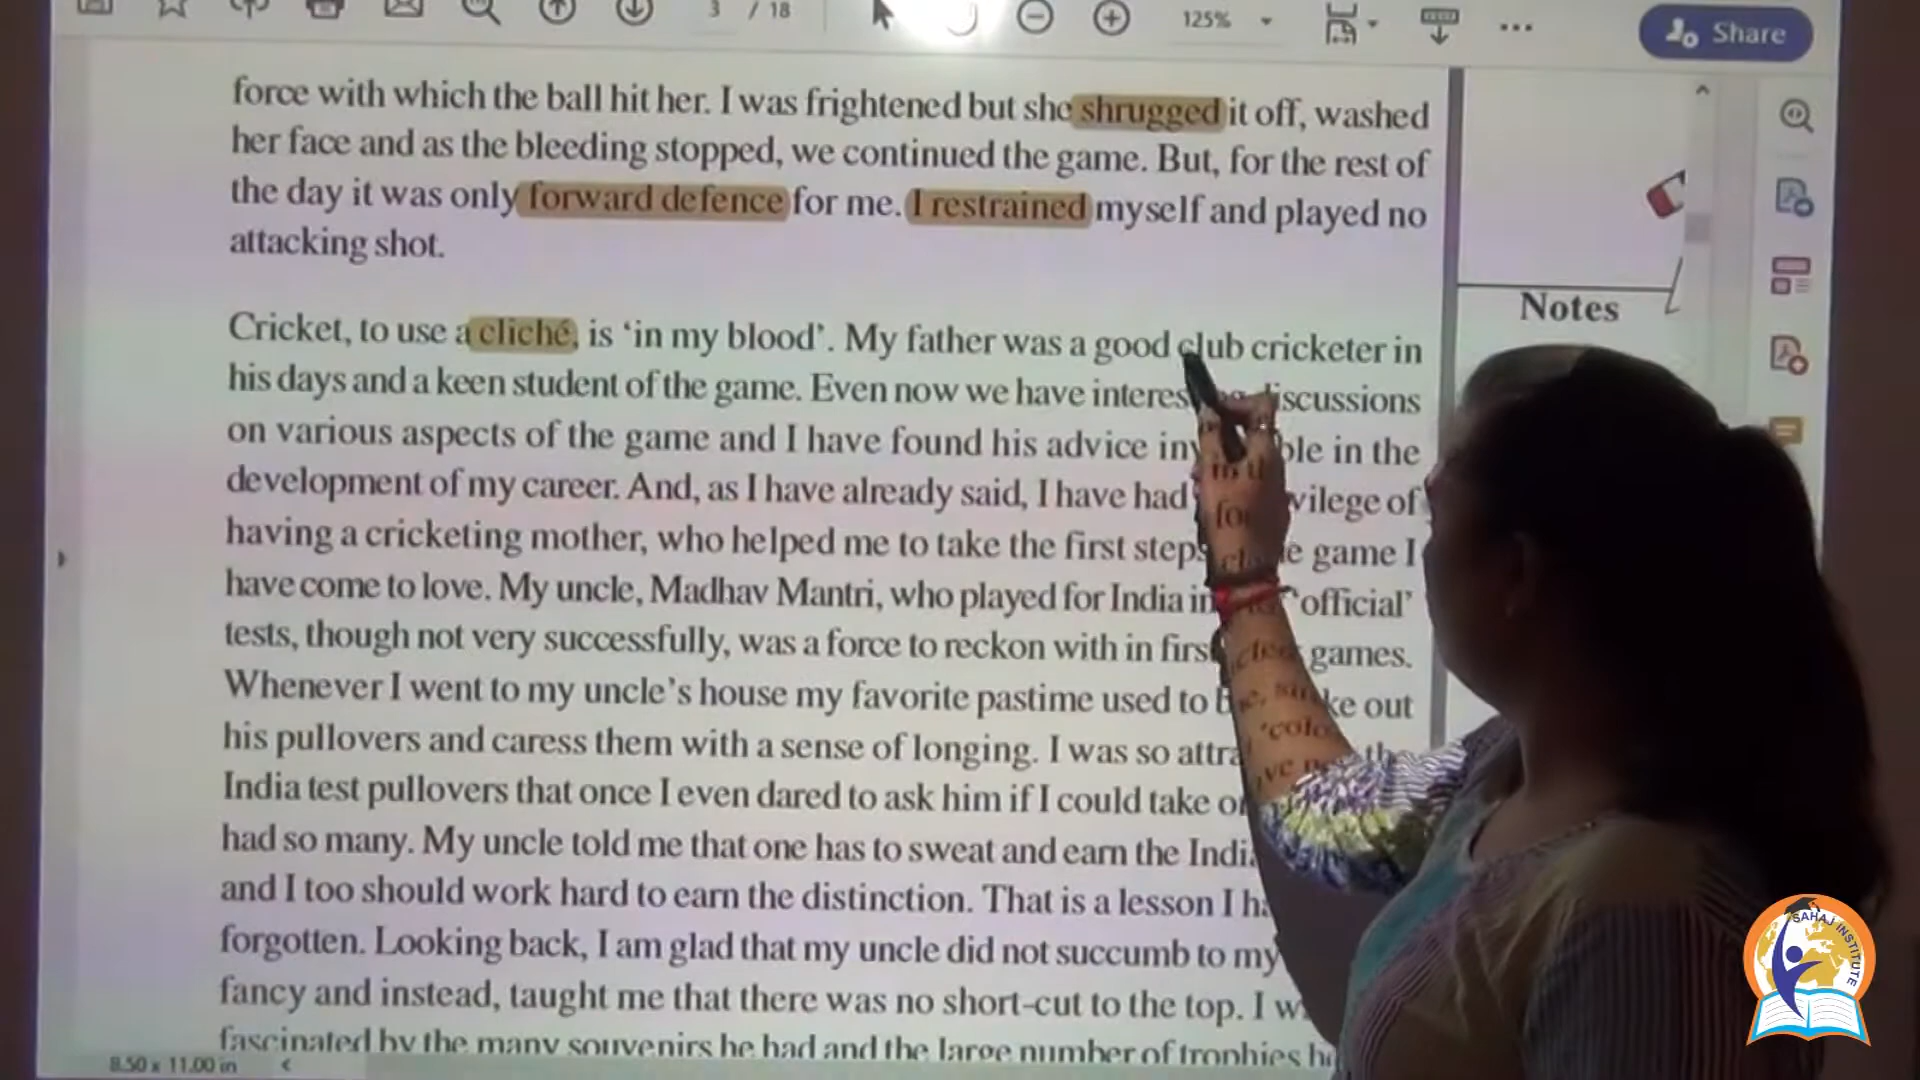 3 / 18
125%
Share
force with which the ball hit her. I was frightened but she shrugged it off, washed
her face and as the bleeding stopped, we continued the game. But, for the rest of
the day it was only forward defence for me. I restrained myself and played no
attacking shot.
Notes
Cricket, to use a cliché, is ‘in my blood’. My father was a good club cricketer in
his days and a keen student of the game. Even now we have interes discussions
on various aspects of the game and I have found his advice in ble in the
development of my career. And, as I have already said, I have had vilege of
having a cricketing mother, who helped me to take the first steps game I
have come to love. My uncle, Madhav Mantri, who played for India in ‘official’
tests, though not very successfully, was a force to reckon with in firs games.
Whenever I went to my uncle’s house my favorite pastime used to ke out
his pullovers and caress them with a sense of longing. I was so attra
India test pullovers that once I even dared to ask him if I could take
had so many. My uncle told me that one has to sweat and earn the Indi
and I too should work hard to earn the distinction. That is a lesson I ha
forgotten. Looking back, I am glad that my uncle did not succumb to my
fancy and instead, taught me that there was no short-cut to the top. I w
fascinated by the many souvenirs he had and the large number of trophies
8.50 x 11.00 in
SAHAJ INSTITUTE